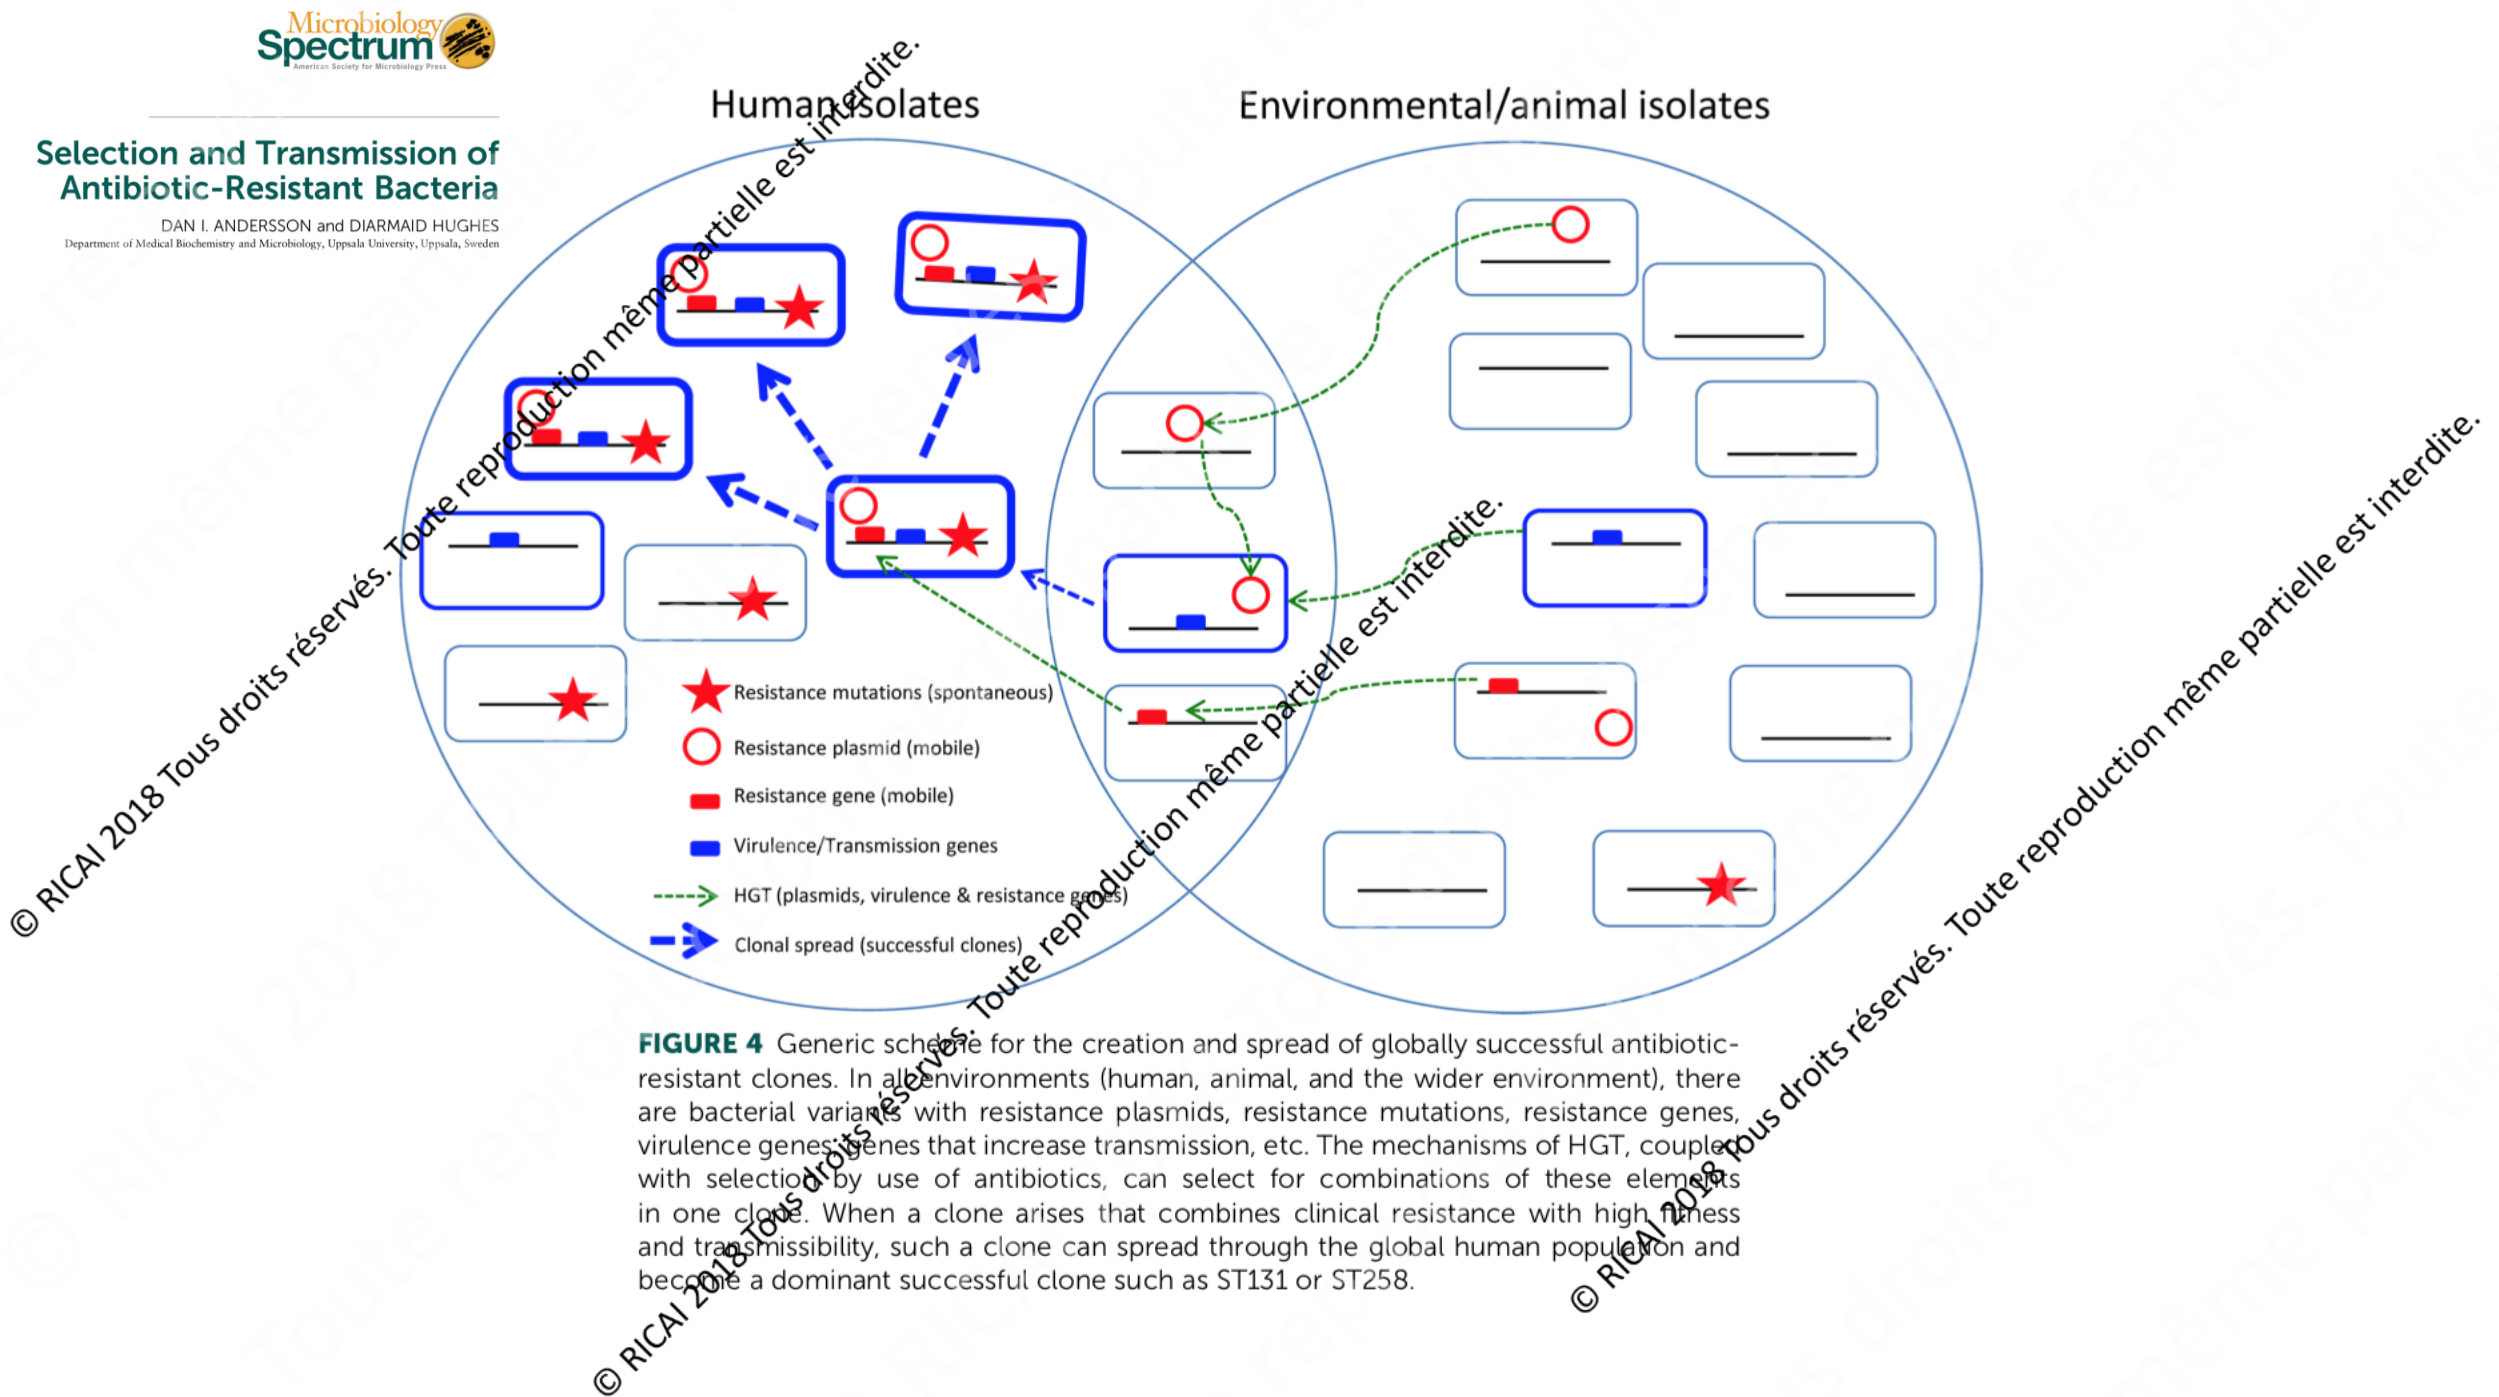 Microbiology
Spectrum
American Society for Microbiology Press
Selection and Transmission of
Antibiotic-Resistant Bacteria
DAN I. ANDERSSON and DIARMAID HUGHES
Department of Medical Biochemistry and Microbiology, Uppsala University, Uppsala, Sweden
Human isolates
Environmental/animal isolates
Resistance mutations (spontaneous)
Resistance plasmid (mobile)
Resistance gene (mobile)
Virulence/Transmission genes
HGT (plasmids, virulence & resistance genes)
Clonal spread (successful clones)
FIGURE 4 Generic scheme for the creation and spread of globally successful antibiotic-
resistant clones. In all environments (human, animal, and the wider environment), there
are bacterial variants with resistance plasmids, resistance mutations, resistance genes,
virulence genes, genes that increase transmission, etc. The mechanisms of HGT, coupled
with selection by use of antibiotics, can select for combinations of these elements
in one clone. When a clone arises that combines clinical resistance with high fitness
and transmissibility, such a clone can spread through the global human population and
become a dominant successful clone such as ST131 or ST258.
© RICAI 2018 Tous droits réservés. Toute reproduction même partielle est interdite.
© RICAI 2018 Tous droits réservés. Toute reproduction même partielle est interdite.
© RICAI 2018 Tous droits réservés. Toute reproduction même partielle est interdite.